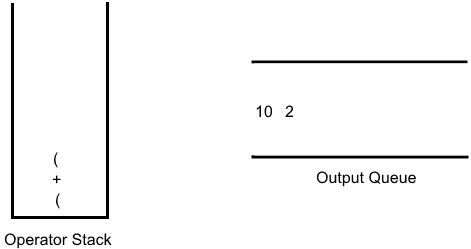 10 2
(
+
(
Output Queue
Operator Stack